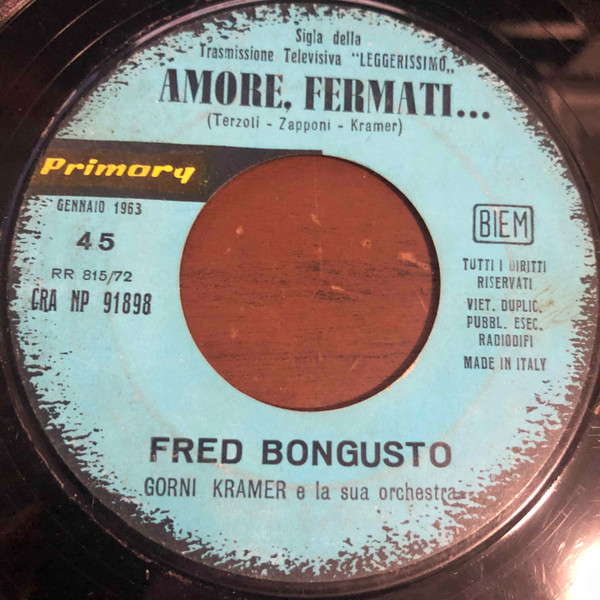 Sigla della
Trasmissione Televisiva "LEGGERISSIMO„
AMORE, FERMATI...
(Terzoli - Zapponi - Kramer)
Primary
GENNAIO 1963
45
RR 815/72
CRA NP 91898
BIEM
TUTTI I DIRITTI
RISERVATI
VIET. DUPLIC.
PUBBL. ESEC.
RADIODIFI
MADE IN ITALY
FRED BONGUSTO
GORNI KRAMER e la sua orchestra